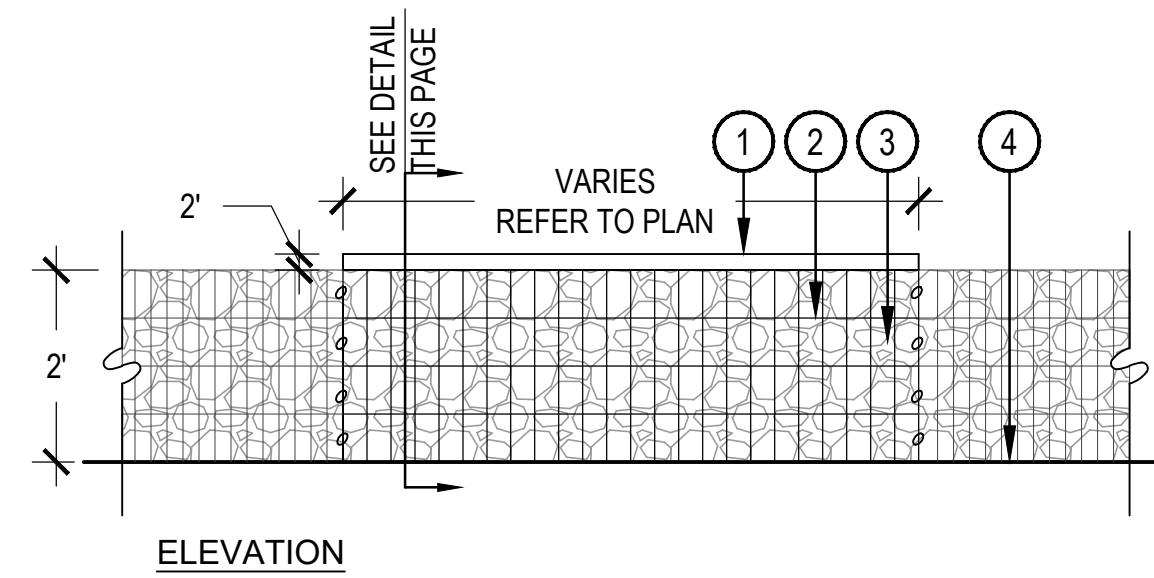 SEE DETAIL
THIS PAGE
1
2
3
4
VARIES
REFER TO PLAN
2'
2'
ELEVATION